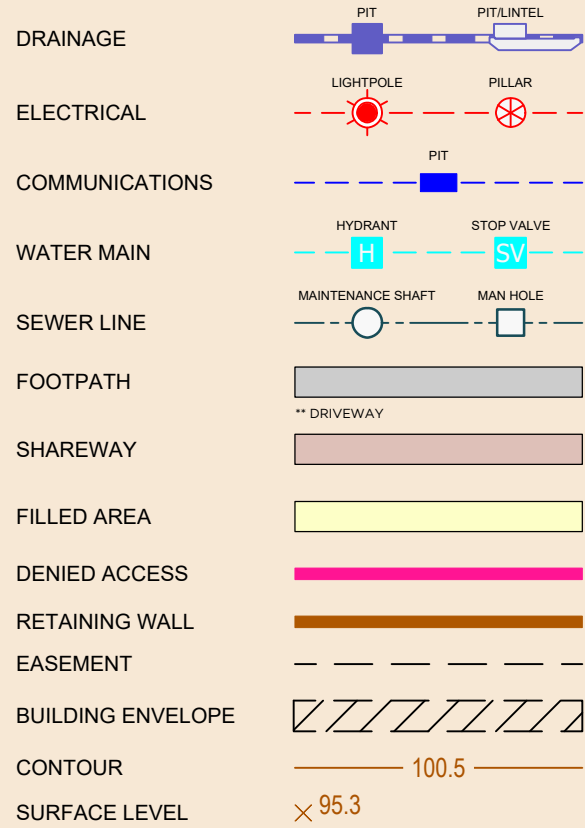 PIT PIT/LINTEL
DRAINAGE
LIGHTPOLE PILLAR
ELECTRICAL
PIT
COMMUNICATIONS
HYDRANT STOP VALVE
WATER MAIN H SV
MAINTENANCE SHAFT MAN HOLE
SEWER LINE
FOOTPATH
** DRIVEWAY
SHAREWAY
FILLED AREA
DENIED ACCESS
RETAINING WALL
EASEMENT
BUILDING ENVELOPE
CONTOUR 100.5
SURFACE LEVEL 95.3